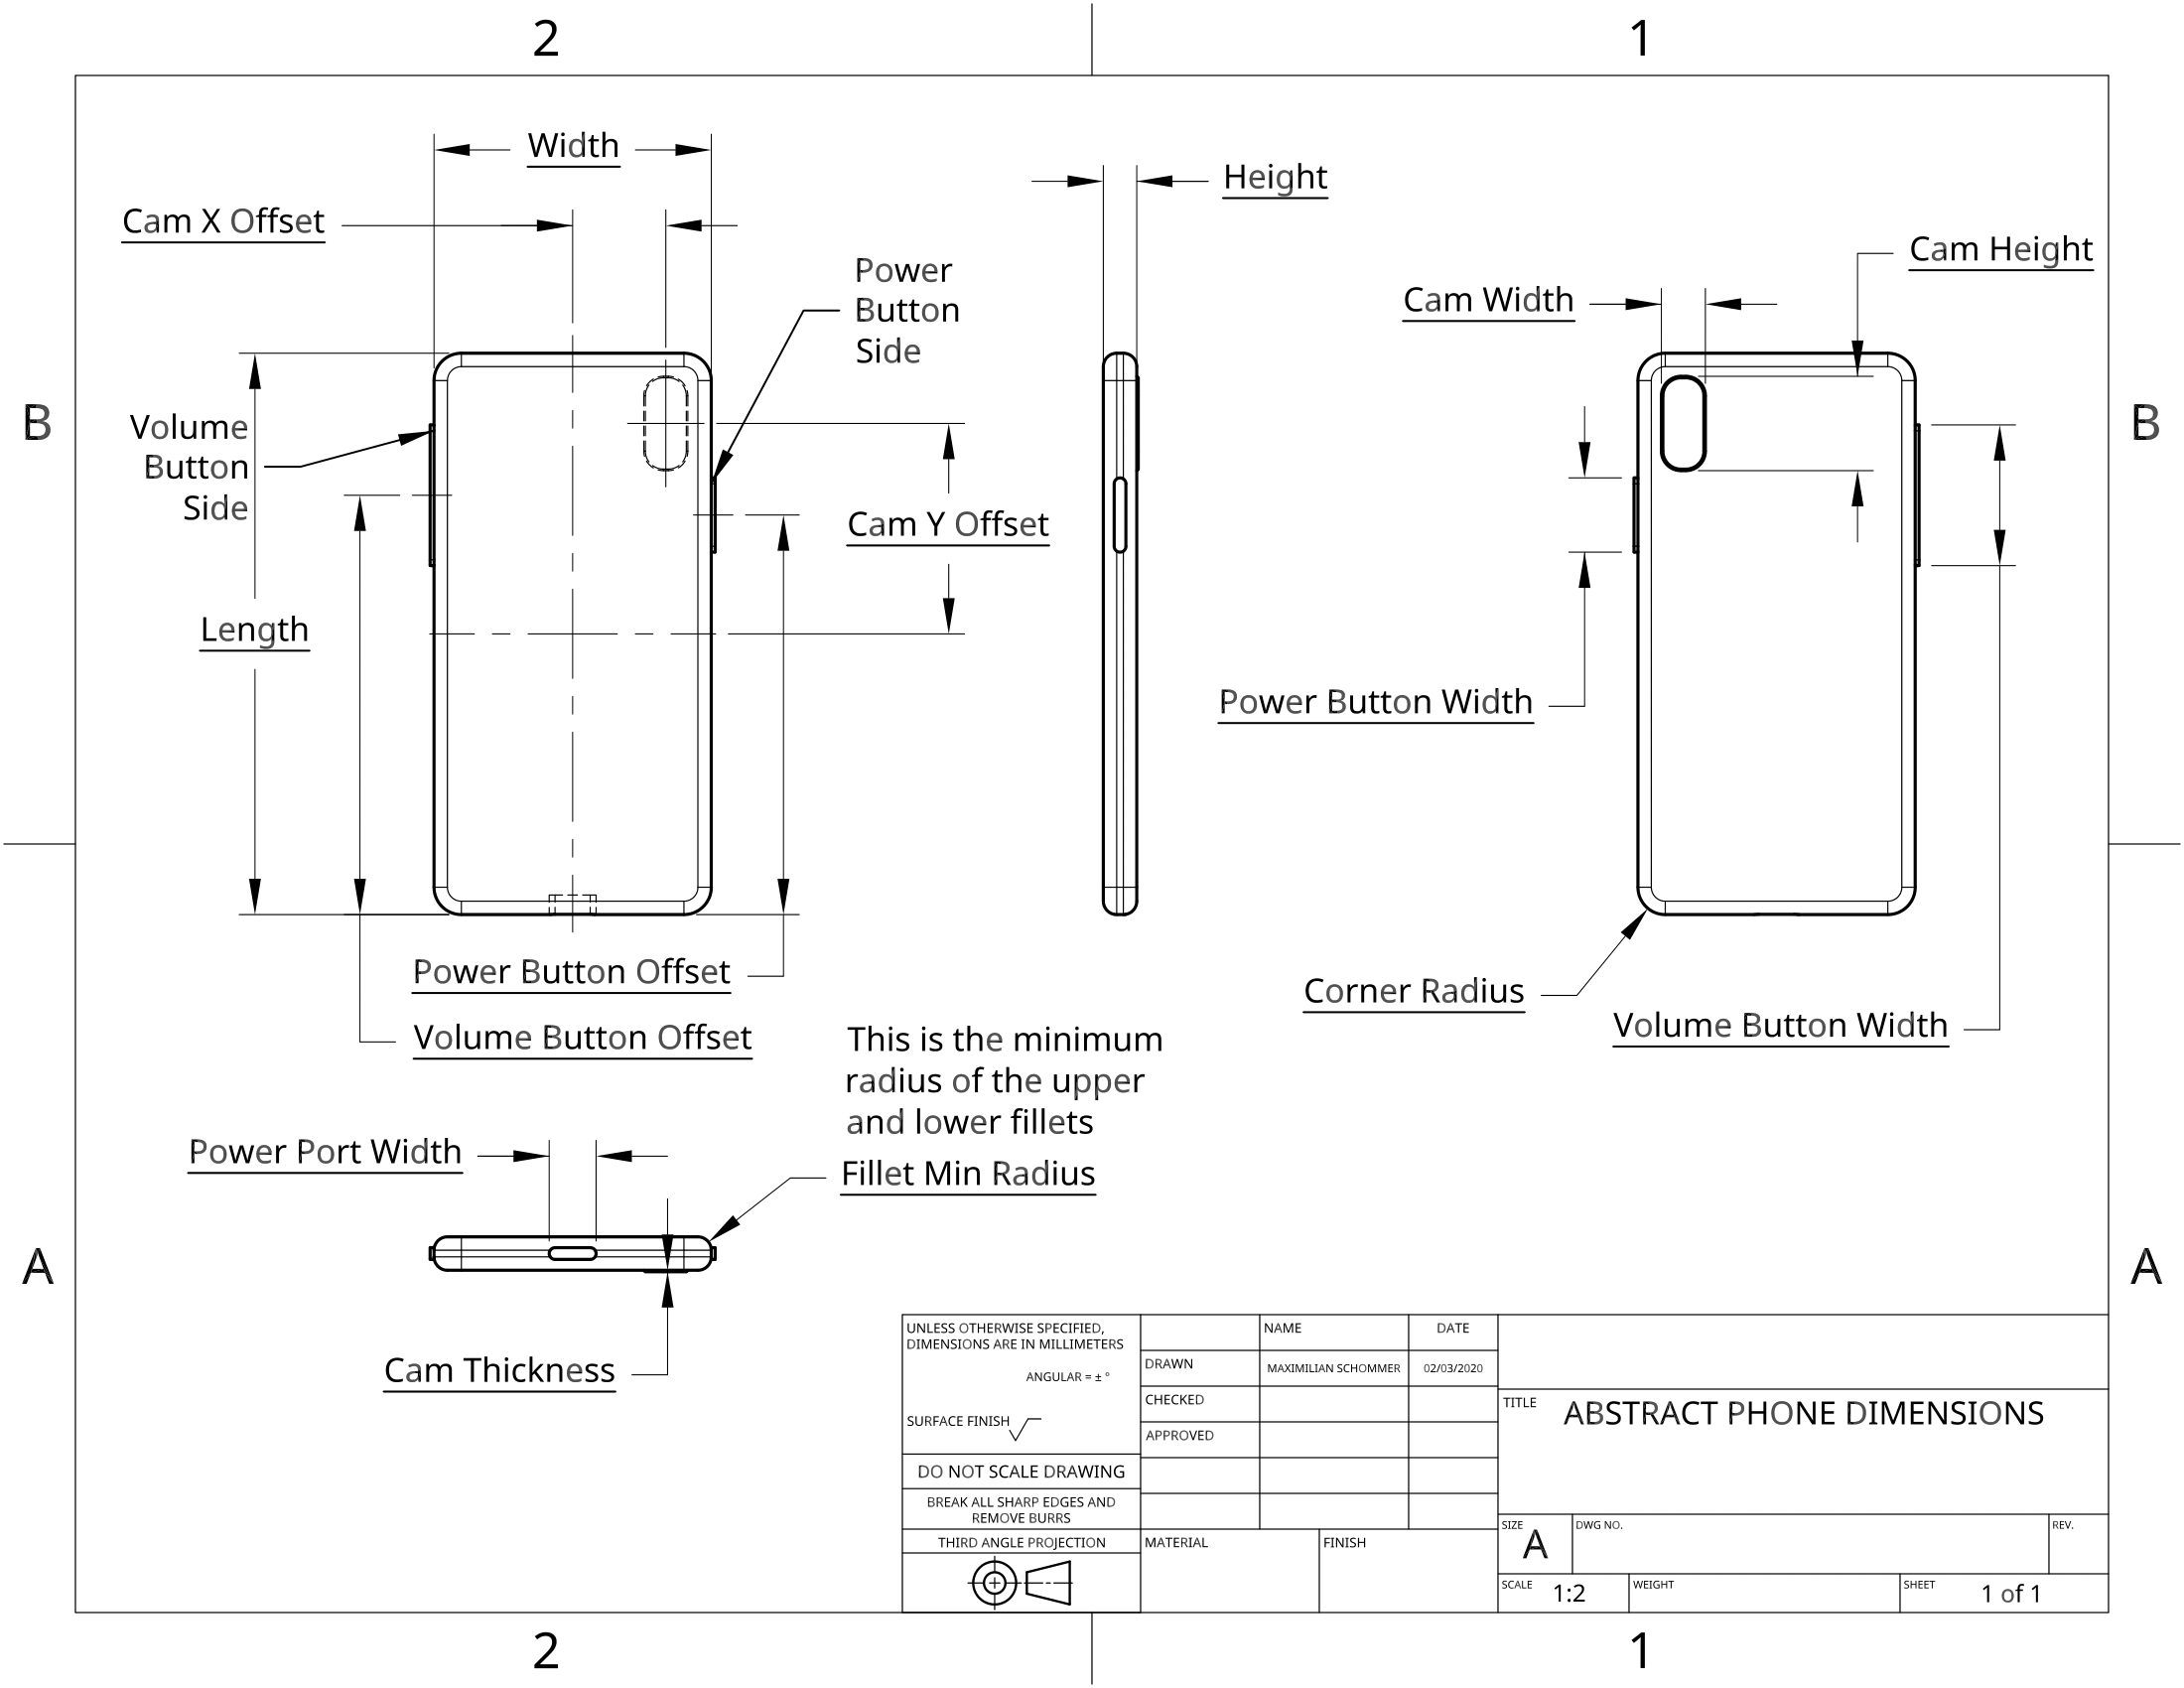 2
1
Width
Height
Cam X Offset
Cam Height
Power
Button
Side
Cam Width
B
B
Volume
Button
Side
Cam Y Offset
Length
Power Button Width
Power Button Offset
Corner Radius
Volume Button Offset
Volume Button Width
This is the minimum
radius of the upper
and lower fillets
Power Port Width
Fillet Min Radius
A
A
Cam Thickness
UNLESS OTHERWISE SPECIFIED,
DIMENSIONS ARE IN MILLIMETERS
ANGULAR = ± °
SURFACE FINISH
DO NOT SCALE DRAWING
BREAK ALL SHARP EDGES AND
REMOVE BURRS
THIRD ANGLE PROJECTION
NAME
DATE
DRAWN
MAXIMILIAN SCHOMMER
02/03/2020
CHECKED
APPROVED
MATERIAL
FINISH
TITLE
ABSTRACT PHONE DIMENSIONS
SIZE
A
DWG NO.
REV.
SCALE
1:2
WEIGHT
SHEET
1 of 1
2
1